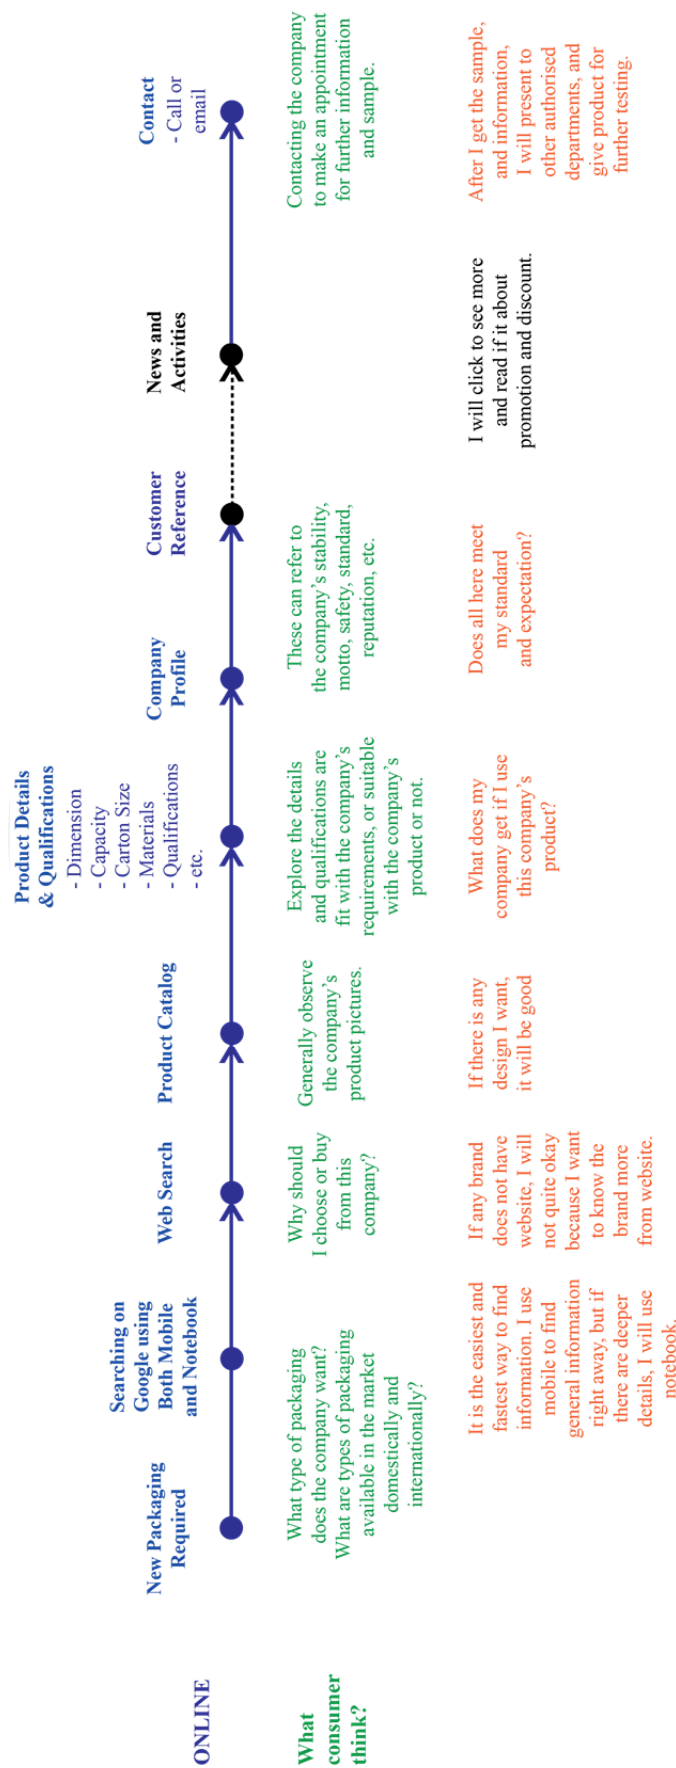 ONLINE
New Packaging
Required
Searching on
Google using
Both Mobile
and Notebook
Web Search
Product Catalog
Product Details
& Qualifications
- Dimension
- Capacity
- Carton Size
- Materials
- Qualifications
- etc.
Company
Profile
Customer
Reference
News and
Activities
Contact
- Call or
email
What
consumer
think?
What type of packaging
does the company want?
What are types of packaging
available in the market
domestically and
internationally?
Why should
I choose or buy
from this
company?
Generally observe
the company's
product pictures.
Explore the details
and qualifications are
fit with the company's
requirements, or suitable
with the company's
product or not.
These can refer to
the company's stability,
motto, safety, standard,
reputation, etc.
Contacting the company
to make an appointment
for further information
and sample.
It is the easiest and
fastest way to find
information. I use
mobile to find
general information
right away, but if
there are deeper
details, I will use
notebook.
If any brand
does not have
website, I will
not quite okay
because I want
to know the
brand more
from website.
If there is any
design I want,
it will be good
What does my
company get if I use
this company's
product?
Does all here meet
my standard
and expectation?
I will click to see more
and read if it about
promotion and discount.
After I get the sample,
and information,
I will present to
other authorised
departments, and
give product for
further testing.